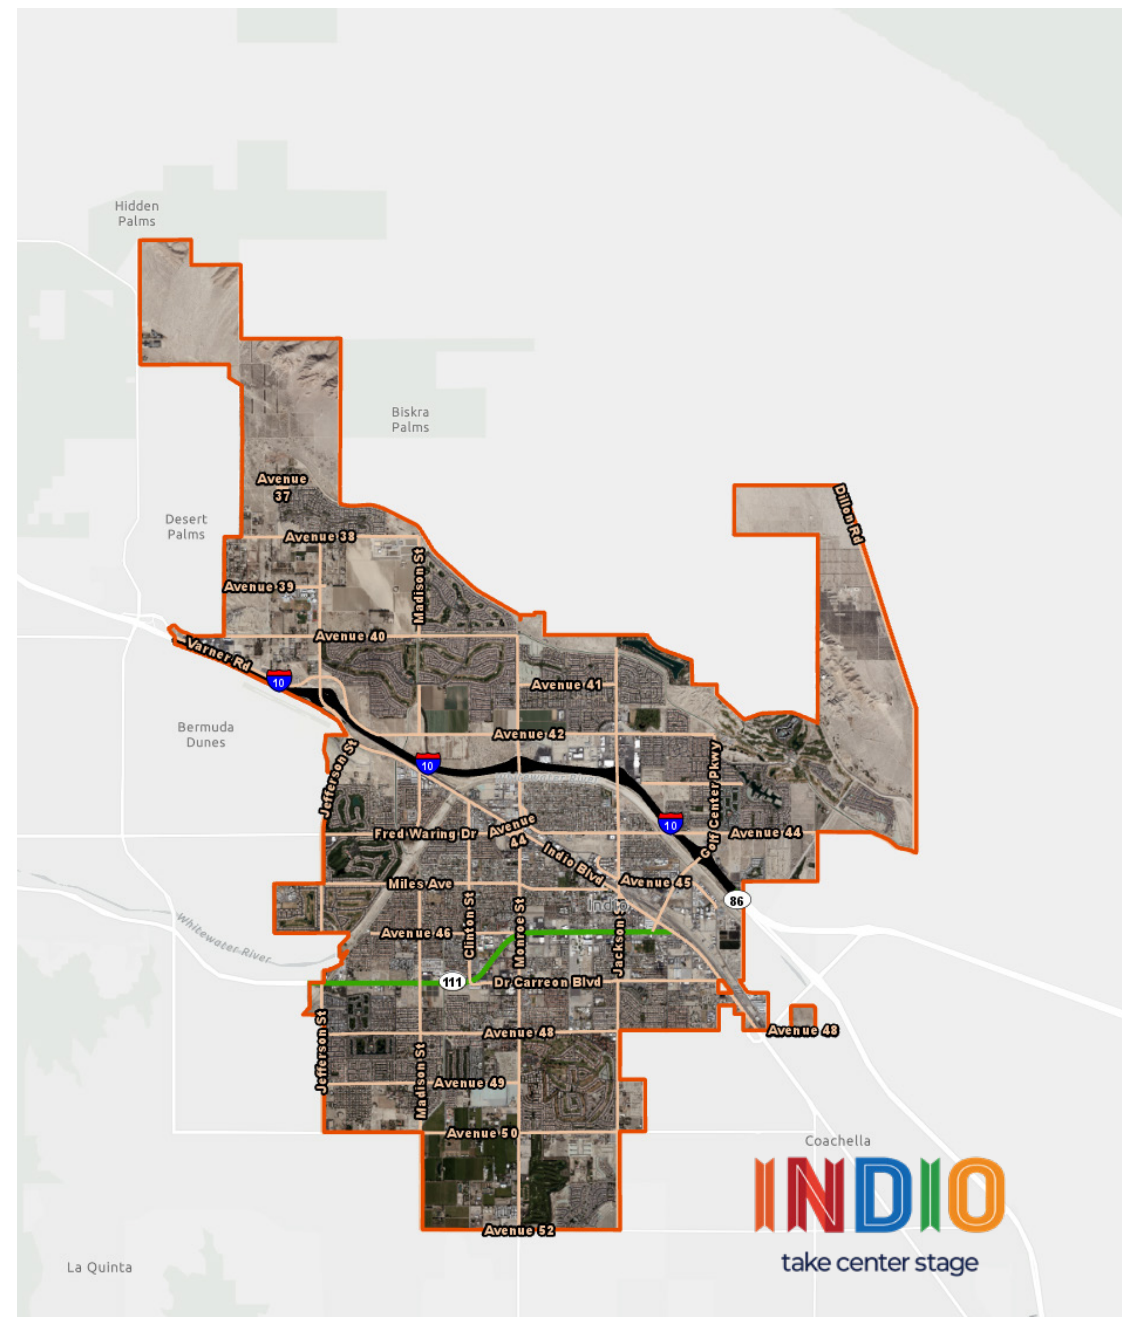 Hidden
Palms
Biskra
Palms
Avenue
37
Dillon Rd
Desert
Palms
Avenue 38
Madison St
Avenue 39
Avenue 40
Varner Rd
10
Avenue 41
Bermuda
Dunes
Avenue 42
Jefferson St
10
Whitewater River
Golf Center Pkwy
10
Fred Waring Dr
Avenue
44
Avenue 44
Indio Blvd
Miles Ave
Avenue 45
86
Indio
Clinton St
Monroe St
Jackson St
Whitewater River
Avenue 46
111
Dr Carreon Blvd
Jefferson St
Madison St
Avenue 48
Avenue 48
Avenue 49
Avenue 50
Coachella
INDIO
take center stage
Avenue 52
La Quinta